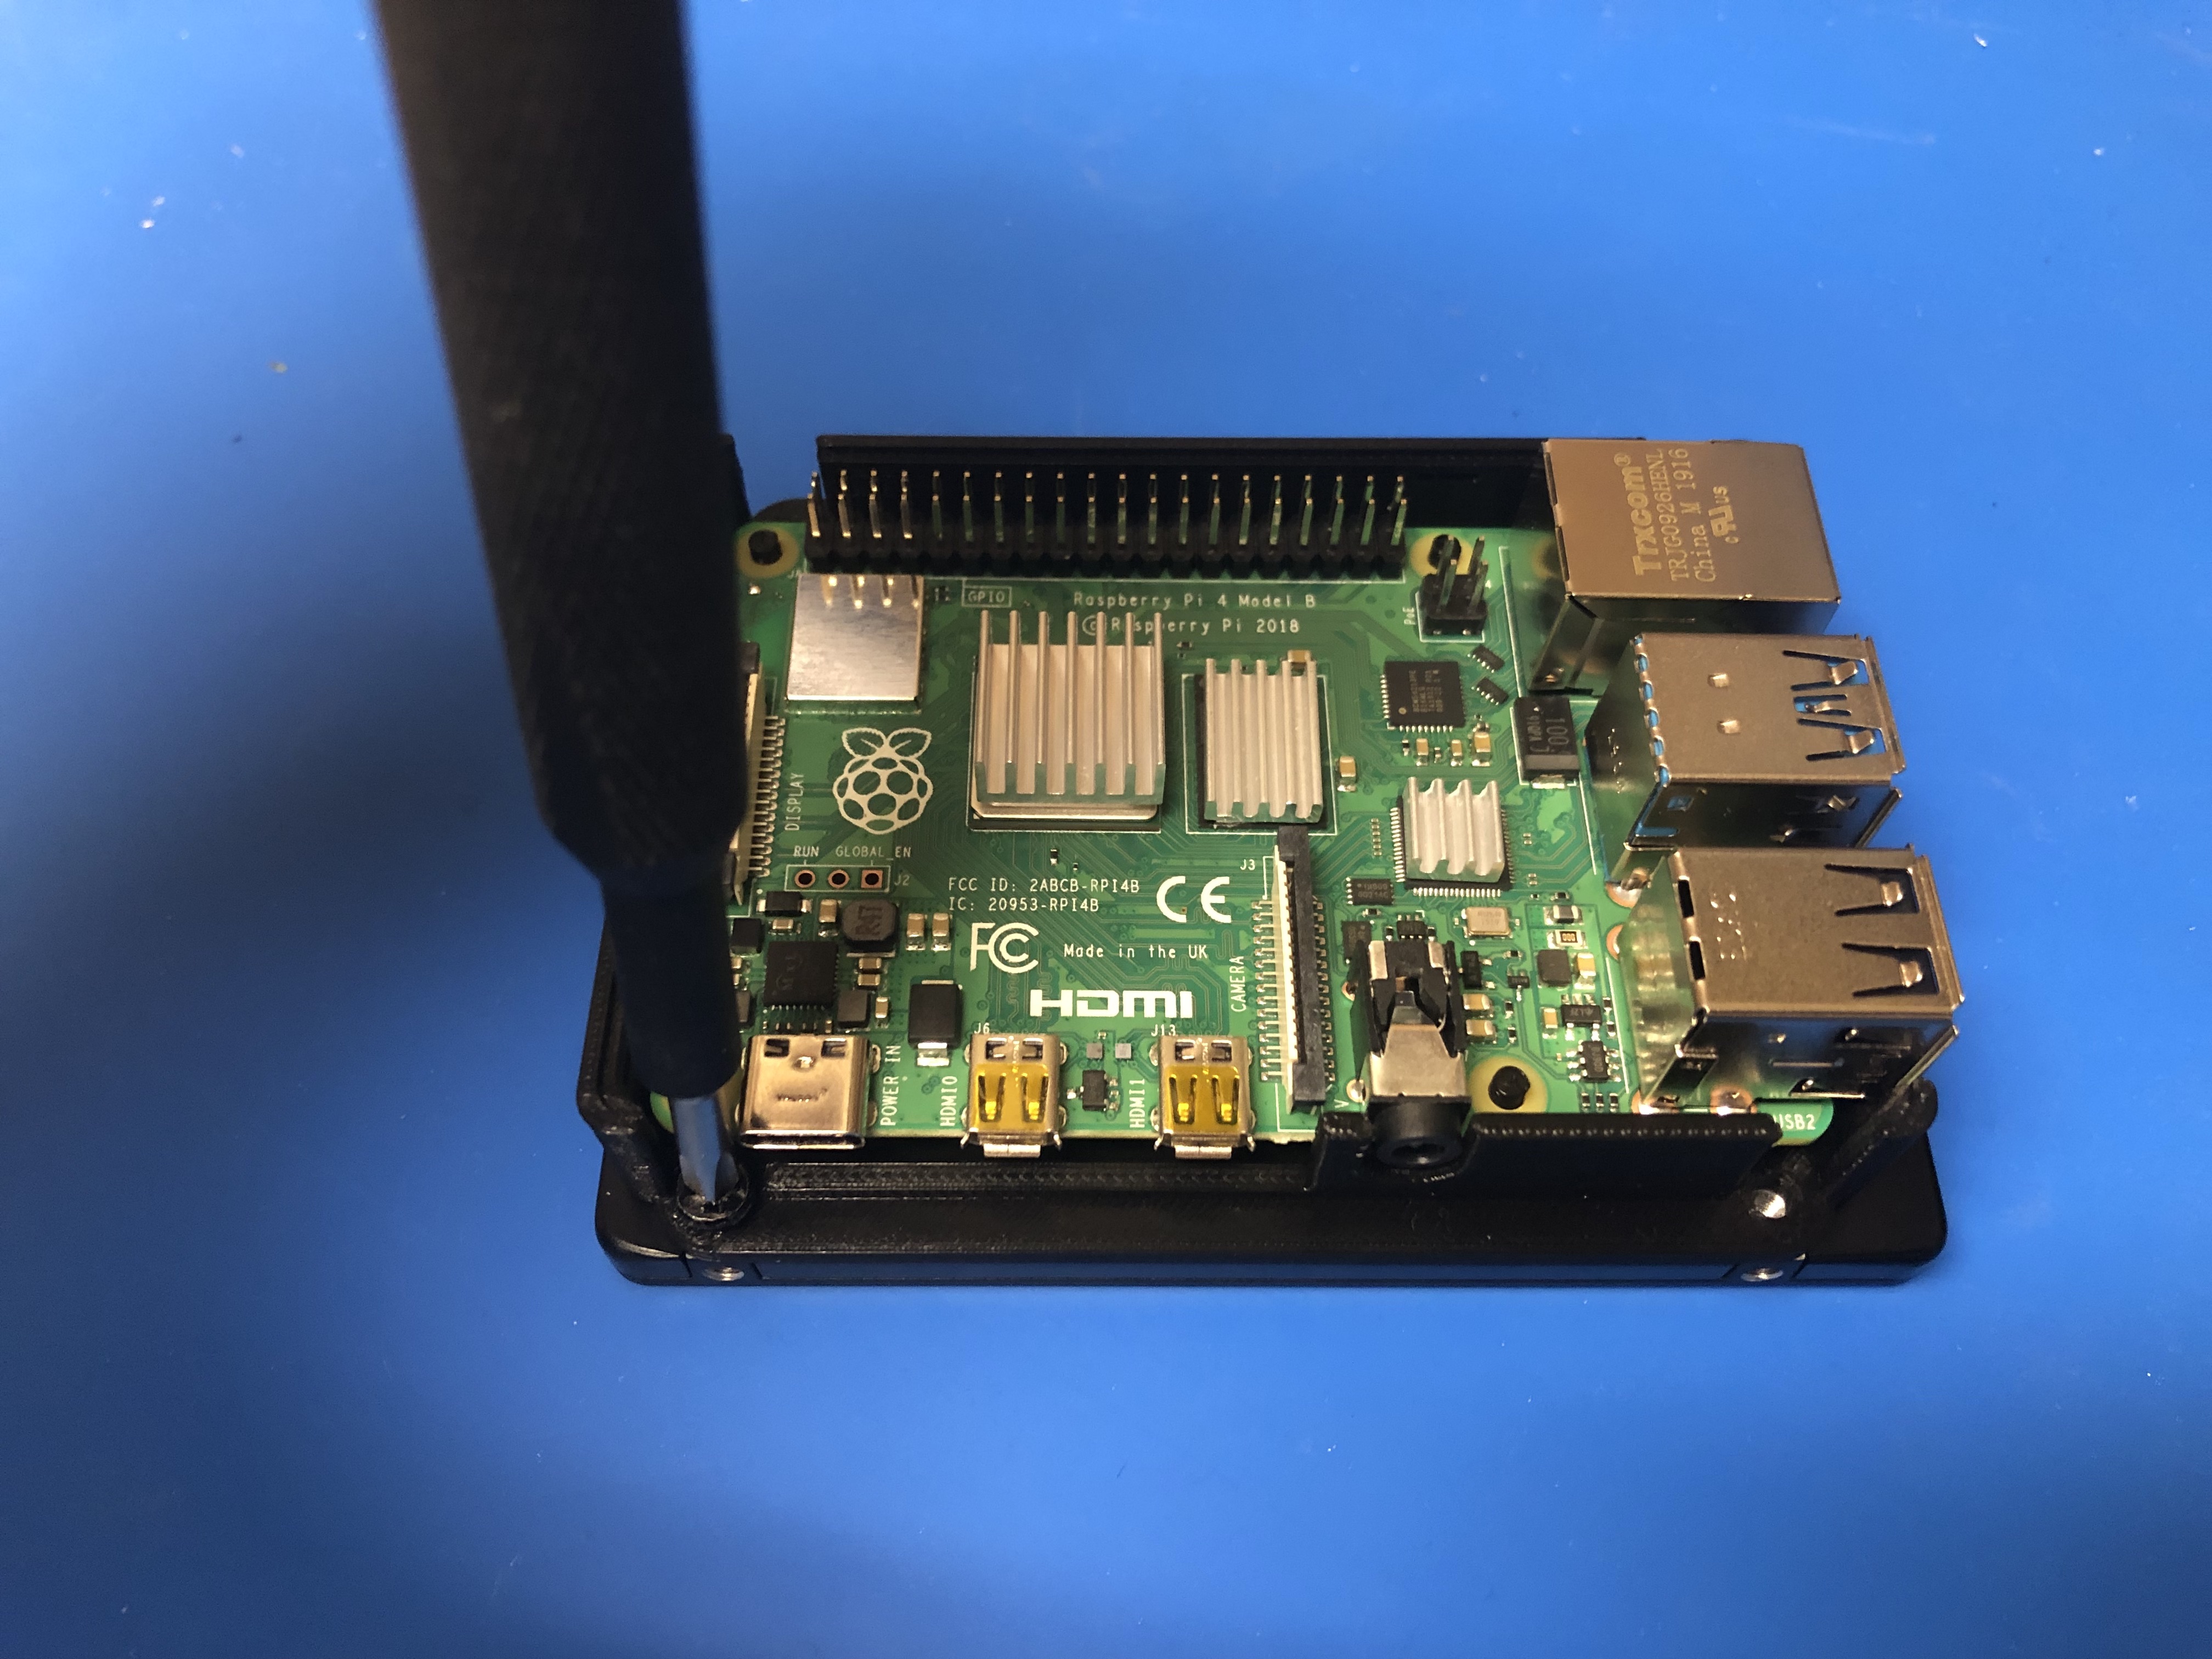 Trxcom®
TRJG0926HENL
China M 1916
cRUus
GPIO
Raspberry Pi 4 Model B
© Raspberry Pi 2018
PoE
DISPLAY
RUN GLOBAL_EN
J2
FCC ID: 2ABCB-RPI4B
IC: 20953-RPI4B
CE
J3
FC
Made in the UK
HDMI
CAMERA
J6
J13
POWER IN
HDMI0
HDMI1
USB2